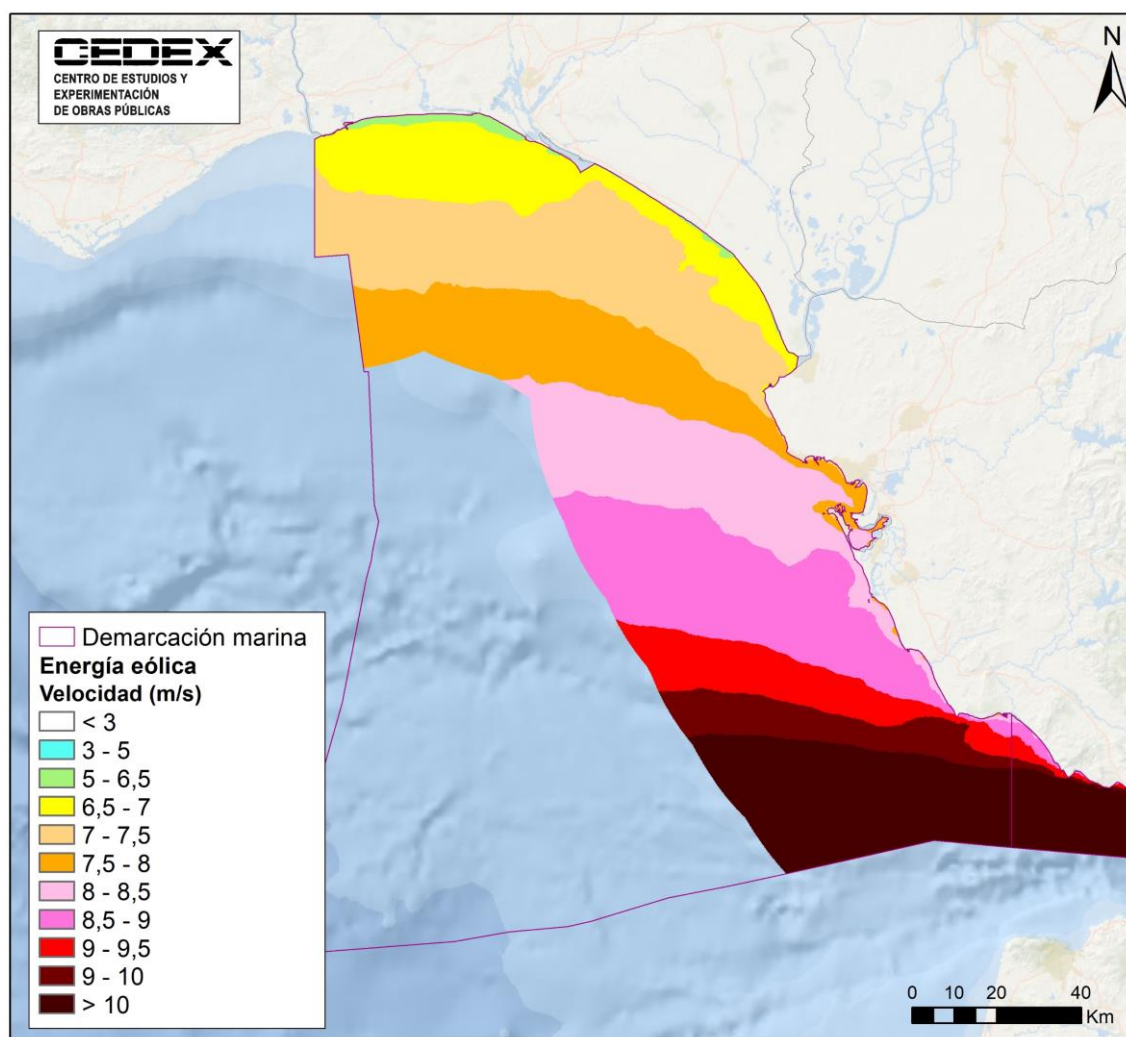 CEDEX
CENTRO DE ESTUDIOS Y
EXPERIMENTACIÓN
DE OBRAS PÚBLICAS
N
Demarcación marina
Energía eólica
Velocidad (m/s)
< 3
3 - 5
5 - 6,5
6,5 - 7
7 - 7,5
7,5 - 8
8 - 8,5
8,5 - 9
9 - 9,5
9 - 10
> 10
0 10 20 40
Km